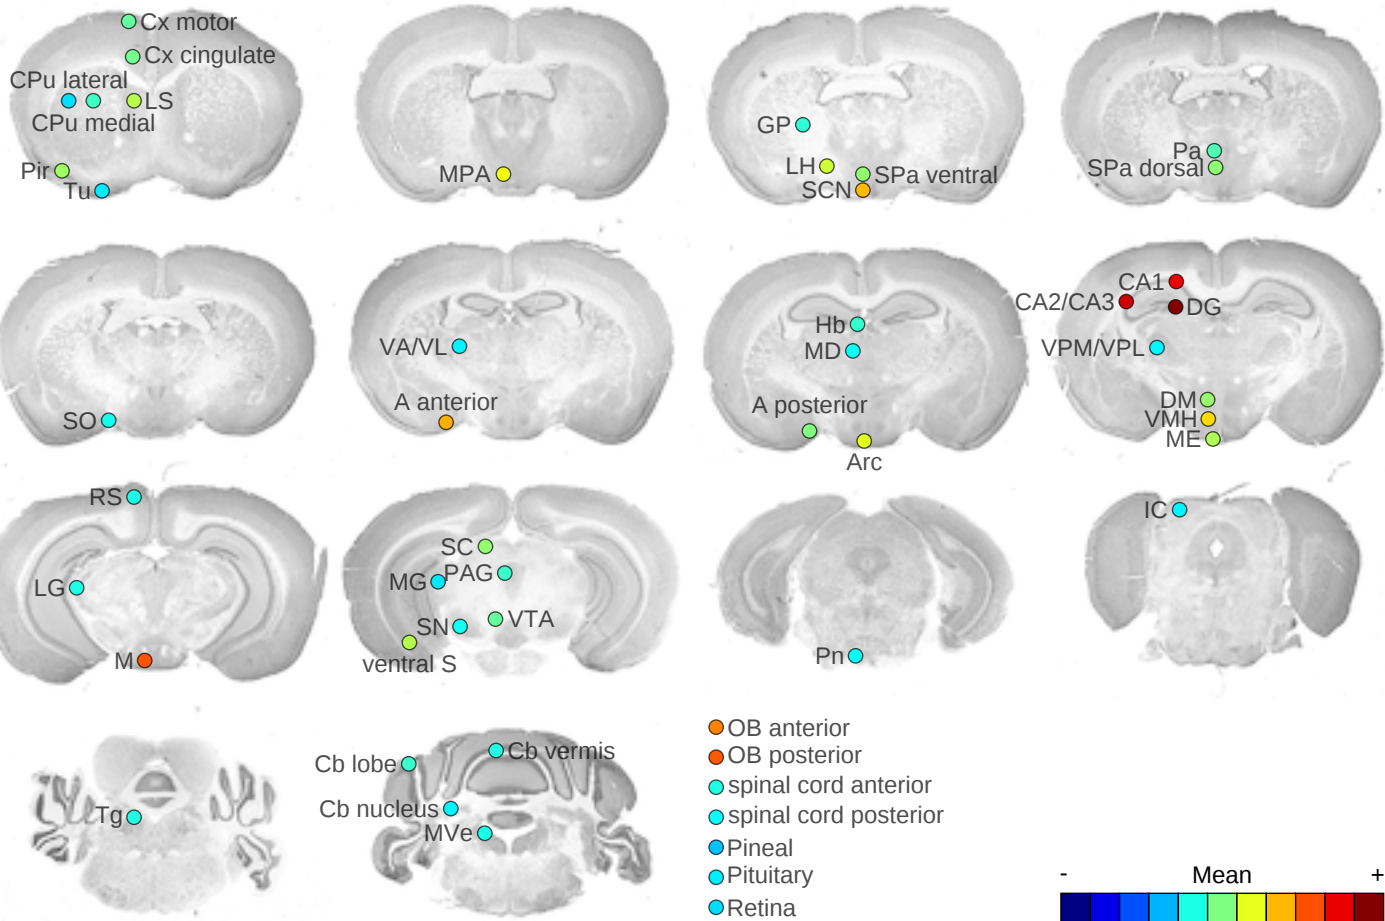 Cx motor
Cx cingulate
CPu lateral
LS
CPu medial
Pir
Tu
MPA
GP
LH
SPa ventral
SCN
Pa
SPa dorsal
SO
VA/VL
A anterior
Hb
MD
A posterior
Arc
CA1
CA2/CA3
DG
VPM/VPL
DM
VMH
ME
RS
LG
M
SC
MG
PAG
SN
VTA
ventral S
Pn
IC
Tg
Cb lobe
Cb vermis
Cb nucleus
MVe
OB anterior
OB posterior
spinal cord anterior
spinal cord posterior
Pineal
Pituitary
Retina
- Mean +